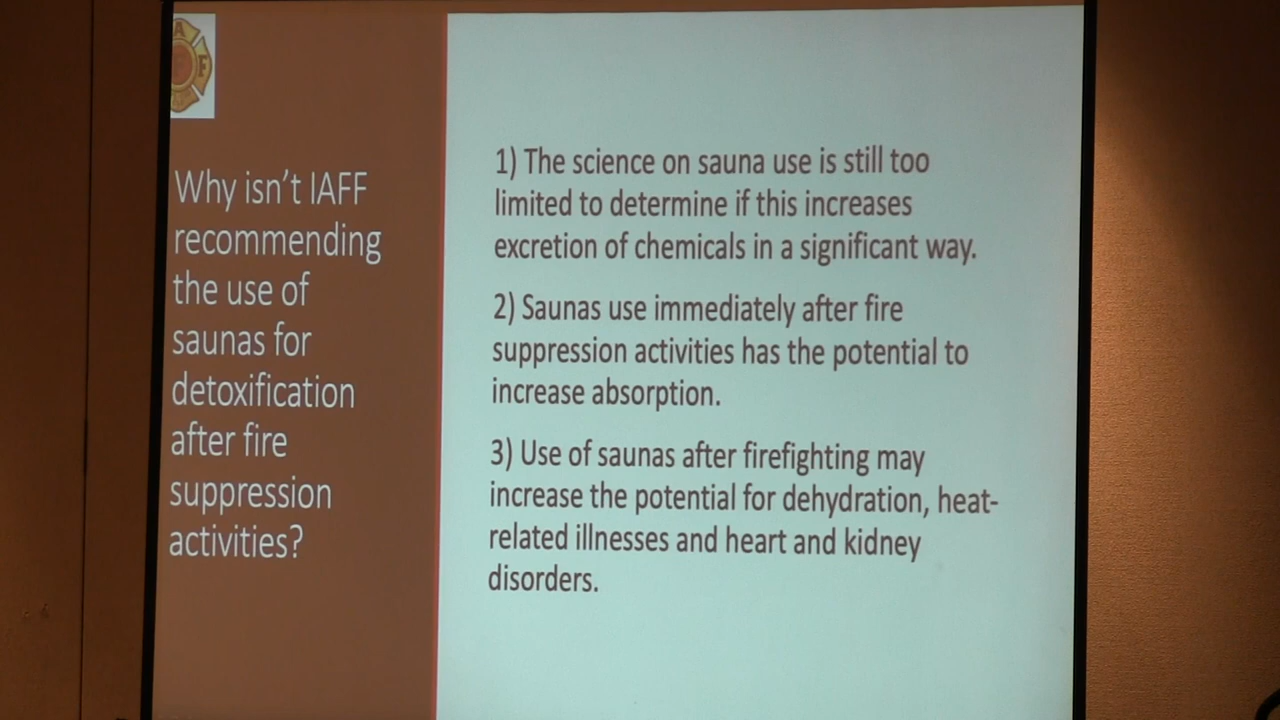 A
F
Why isn't IAFF
recommending
the use of
saunas for
detoxification
after fire
suppression
activities?
1) The science on sauna use is still too
limited to determine if this increases
excretion of chemicals in a significant way.
2) Saunas use immediately after fire
suppression activities has the potential to
increase absorption.
3) Use of saunas after firefighting may
increase the potential for dehydration, heat-
related illnesses and heart and kidney
disorders.